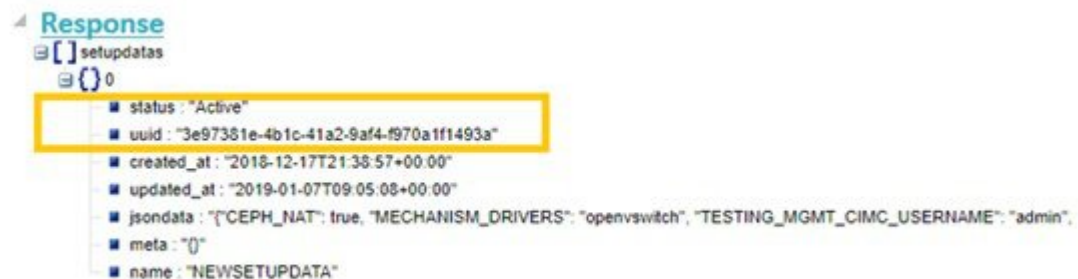 Response
[ ] setupdatas
{} 0
status : "Active"
uuid : "3e97381e-4b1c-41a2-9af4-f970a1f1493a"
created_at : "2018-12-17T21:38:57+00:00"
updated_at : "2019-01-07T09:05:08+00:00"
jsondata : "{"CEPH_NAT": true, "MECHANISM_DRIVERS": "openvswitch", "TESTING_MGMT_CIMC_USERNAME": "admin",
meta : "{}"
name : "NEWSETUPDATA"